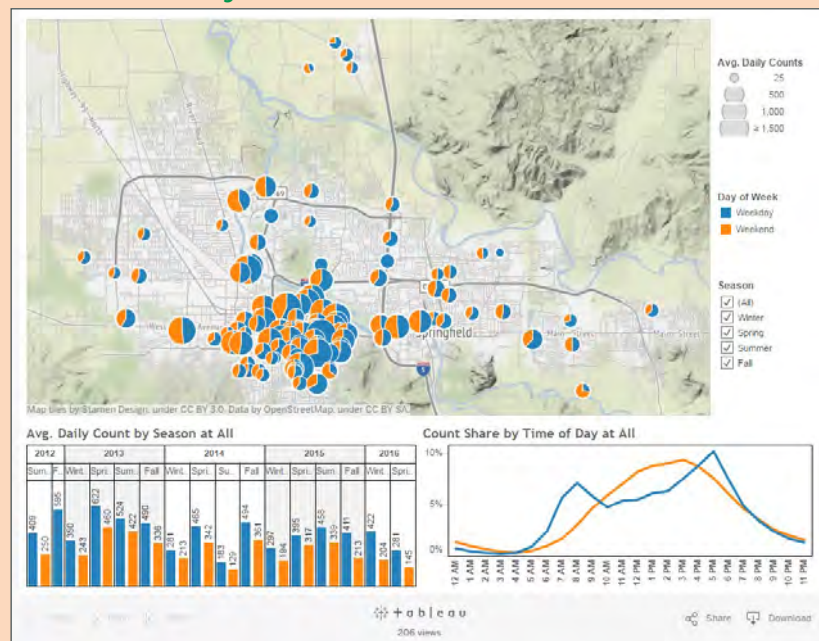 Avg. Daily Counts
25
500
1,000
≥ 1,500
Day of Week
Weekday
Weekend
Season
(All)
Winter
Spring
Summer
Fall
Springfield
Map tiles by Stamen Design, under CC BY 3.0. Data by OpenStreetMap, under CC BY SA.
Avg. Daily Count by Season at All
2012 2013 2014 2015 2016
Sum.. F.. Wint.. Spri.. Sum.. Fall Wint.. Spri.. Su.. Fall Wint.. Spri.. Sum.. Fall Wint.. Spri..
409 250 595 350 243 622 460 524 422 490 336 281 213 465 342 183 129 494 361 297 194 395 317 458 339 411 213 422 204 281 145
Count Share by Time of Day at All
10%
5%
0%
12 AM 1 AM 2 AM 3 AM 4 AM 5 AM 6 AM 7 AM 8 AM 9 AM 10 AM 11 AM 12 PM 1 PM 2 PM 3 PM 4 PM 5 PM 6 PM 7 PM 8 PM 9 PM 10 PM 11 PM
+ableau
206 views
Share
Download